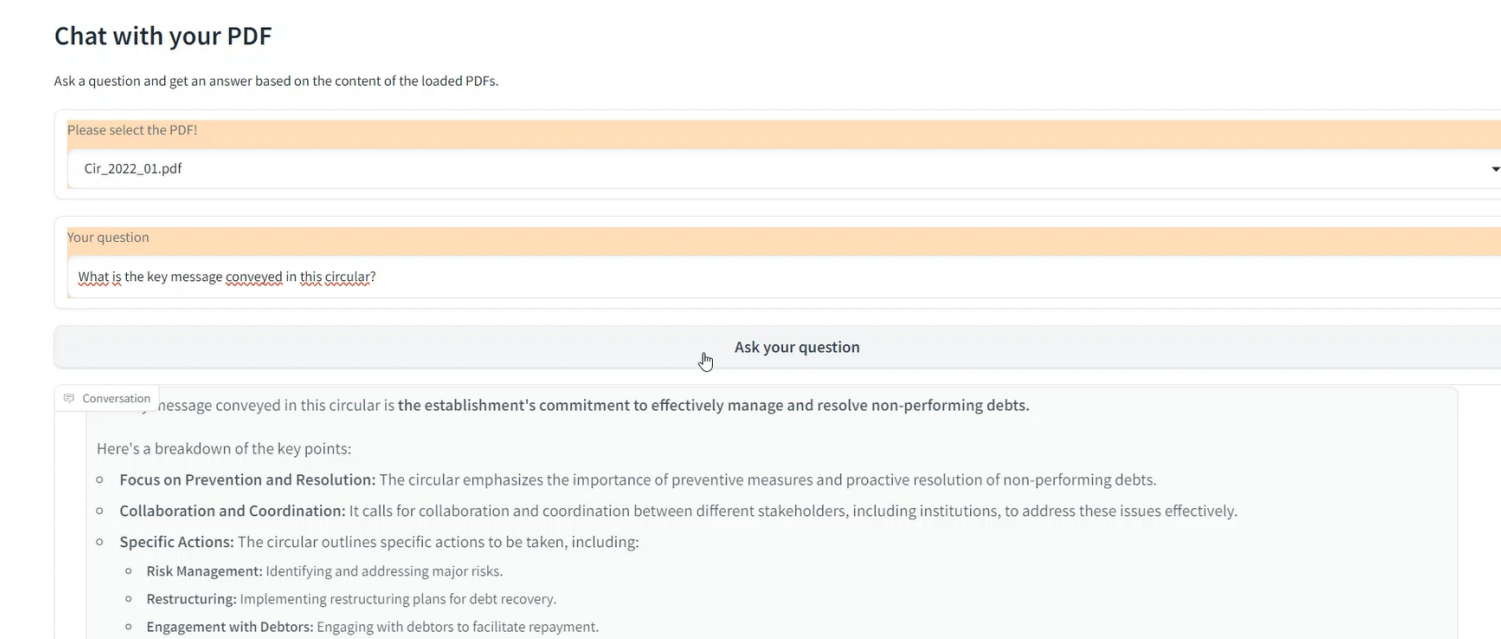 Chat with your PDF
Ask a question and get an answer based on the content of the loaded PDFs.
Please select the PDF!
Cir_2022_01.pdf
Your question
What is the key message conveyed in this circular?
Ask your question
Conversation
message conveyed in this circular is the establishment's commitment to effectively manage and resolve non-performing debts.
Here's a breakdown of the key points:
Focus on Prevention and Resolution: The circular emphasizes the importance of preventive measures and proactive resolution of non-performing debts.
Collaboration and Coordination: It calls for collaboration and coordination between different stakeholders, including institutions, to address these issues effectively.
Specific Actions: The circular outlines specific actions to be taken, including:
Risk Management: Identifying and addressing major risks.
Restructuring: Implementing restructuring plans for debt recovery.
Engagement with Debtors: Engaging with debtors to facilitate repayment.